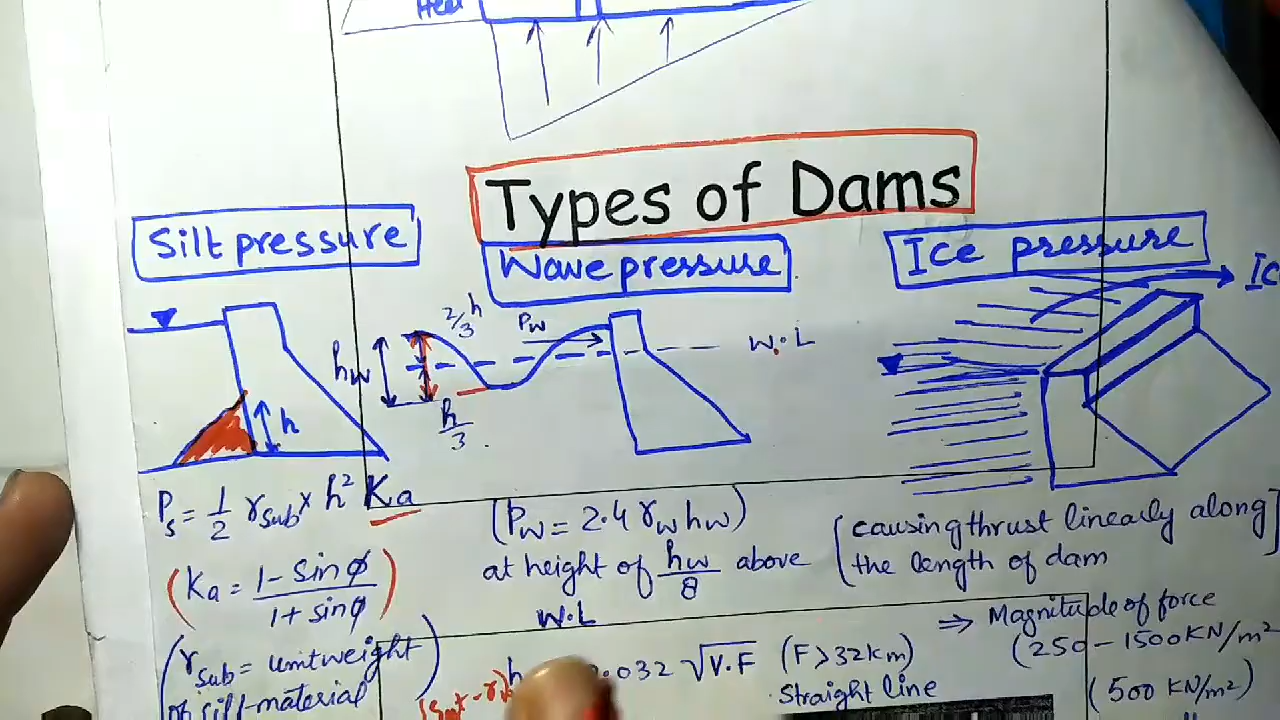 Heel
Types of Dams
Silt pressure
Wave pressure
Ice pressure
2/3 h
Pw
hw
W.L
h
h/3
Ps = 1/2 γsub × h² Ka
(Ka = 1 - sin φ / 1 + sin φ)
(γsub = unit weight
of silt-material
(Pw = 2.4 γw hw)
at height of hw/8 above
W.L
.032 √V.F (F > 32 km)
straight line
[causing thrust linearly along]
the length of dam
⇒ Magnitude of force
(250 - 1500 KN/m²
(500 KN/m²)